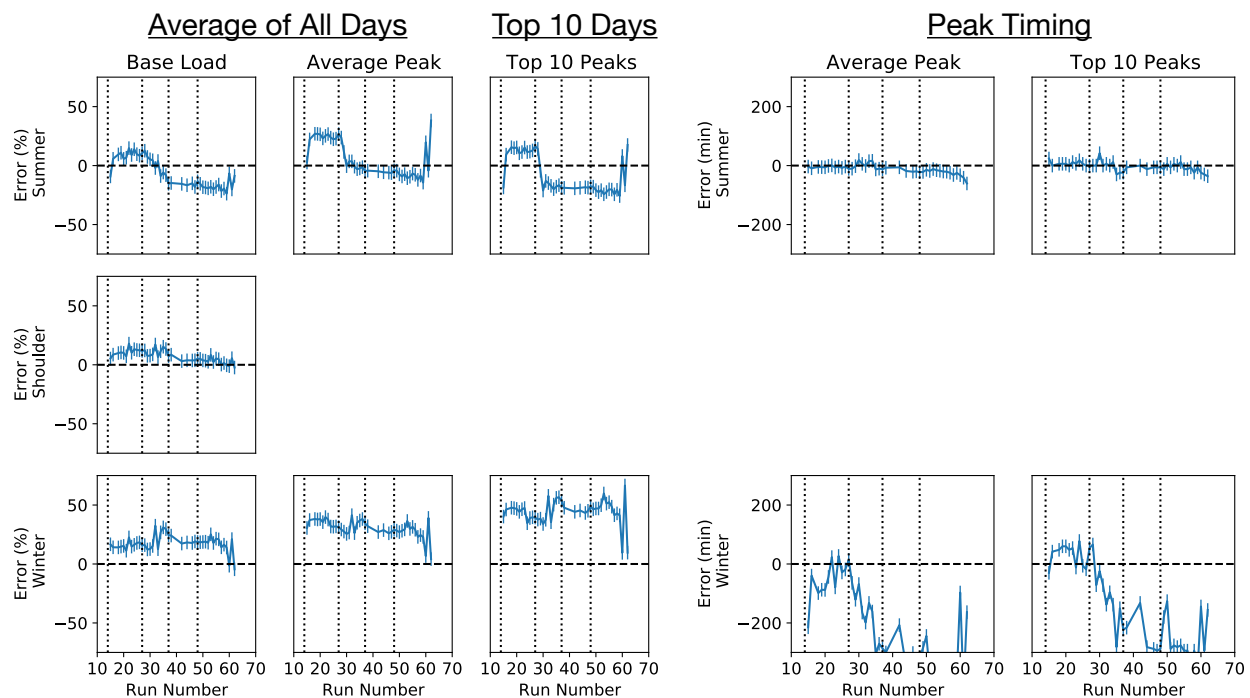 Average of All Days
Top 10 Days
Peak Timing
Base Load
Average Peak
Top 10 Peaks
Average Peak
Top 10 Peaks
Error (%)
Summer
50
0
−50
Error (min)
Summer
200
0
−200
Error (%)
Shoulder
50
0
−50
Error (%)
Winter
50
0
−50
Error (min)
Winter
200
0
−200
10 20 30 40 50 60 70
10 20 30 40 50 60 70
10 20 30 40 50 60 70
10 20 30 40 50 60 70
10 20 30 40 50 60 70
Run Number
Run Number
Run Number
Run Number
Run Number